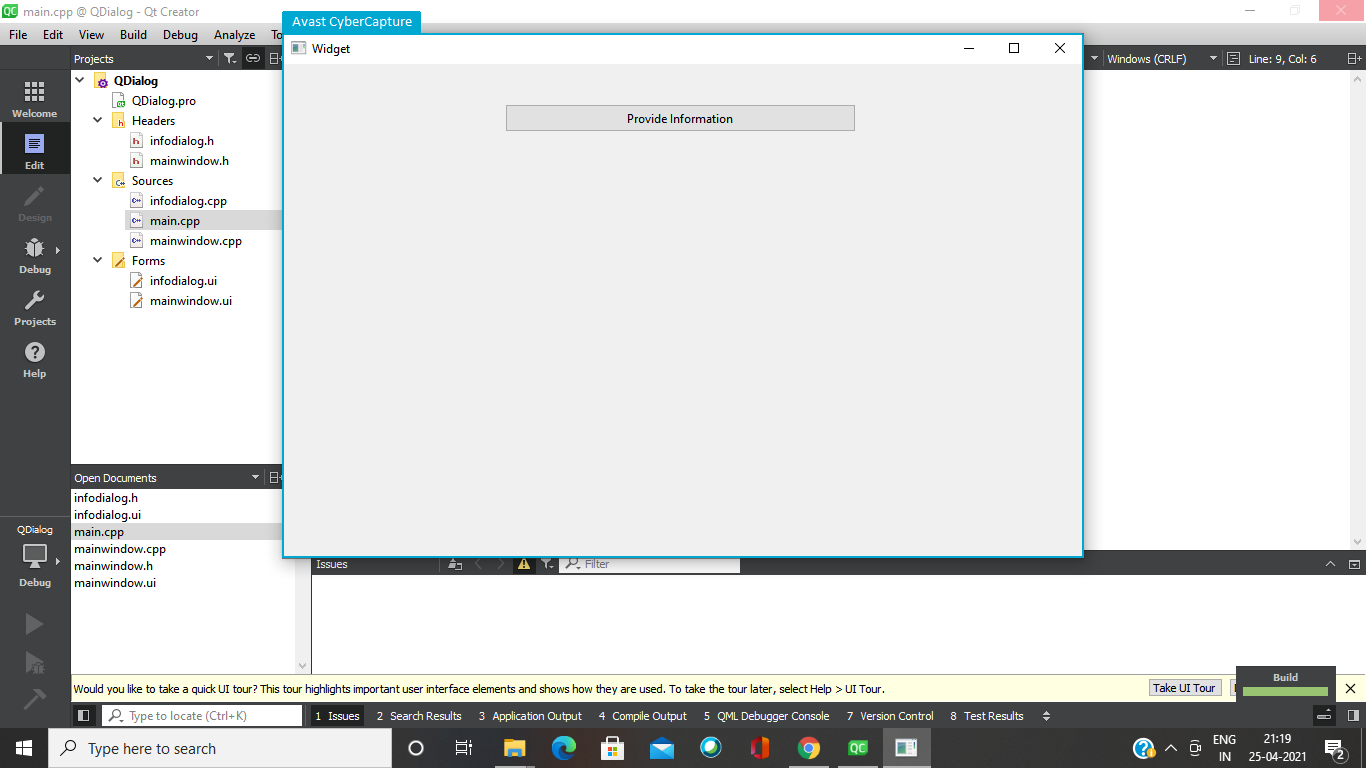 QC main.cpp @ QDialog - Qt Creator
Avast CyberCapture
File Edit View Build Debug Analyze To
Widget
Projects
Windows (CRLF)
Line: 9, Col: 6
QDialog
QDialog.pro
Headers
infodialog.h
mainwindow.h
Sources
infodialog.cpp
main.cpp
mainwindow.cpp
Forms
infodialog.ui
mainwindow.ui
Welcome
Edit
Design
Debug
Projects
Help
Provide Information
Open Documents
infodialog.h
infodialog.ui
main.cpp
mainwindow.cpp
mainwindow.h
mainwindow.ui
QDialog
Debug
Issues
Filter
Would you like to take a quick UI tour? This tour highlights important user interface elements and shows how they are used. To take the tour later, select Help > UI Tour.
Take UI Tour
Build
Type to locate (Ctrl+K)
1 Issues 2 Search Results 3 Application Output 4 Compile Output 5 QML Debugger Console 7 Version Control 8 Test Results
Type here to search
QC
ENG
IN
21:19
25-04-2021
2